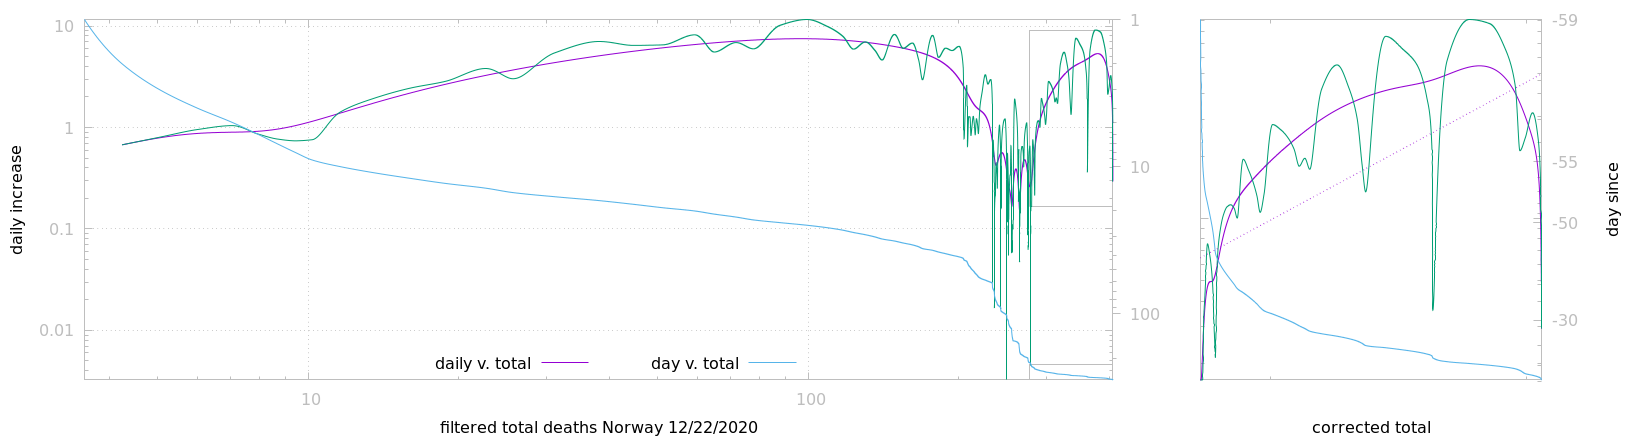 10
1
0.1
0.01
daily increase
daily v. total
day v. total
10
100
filtered total deaths Norway 12/22/2020
1
10
100
-59
-55
-50
-30
day since
corrected total